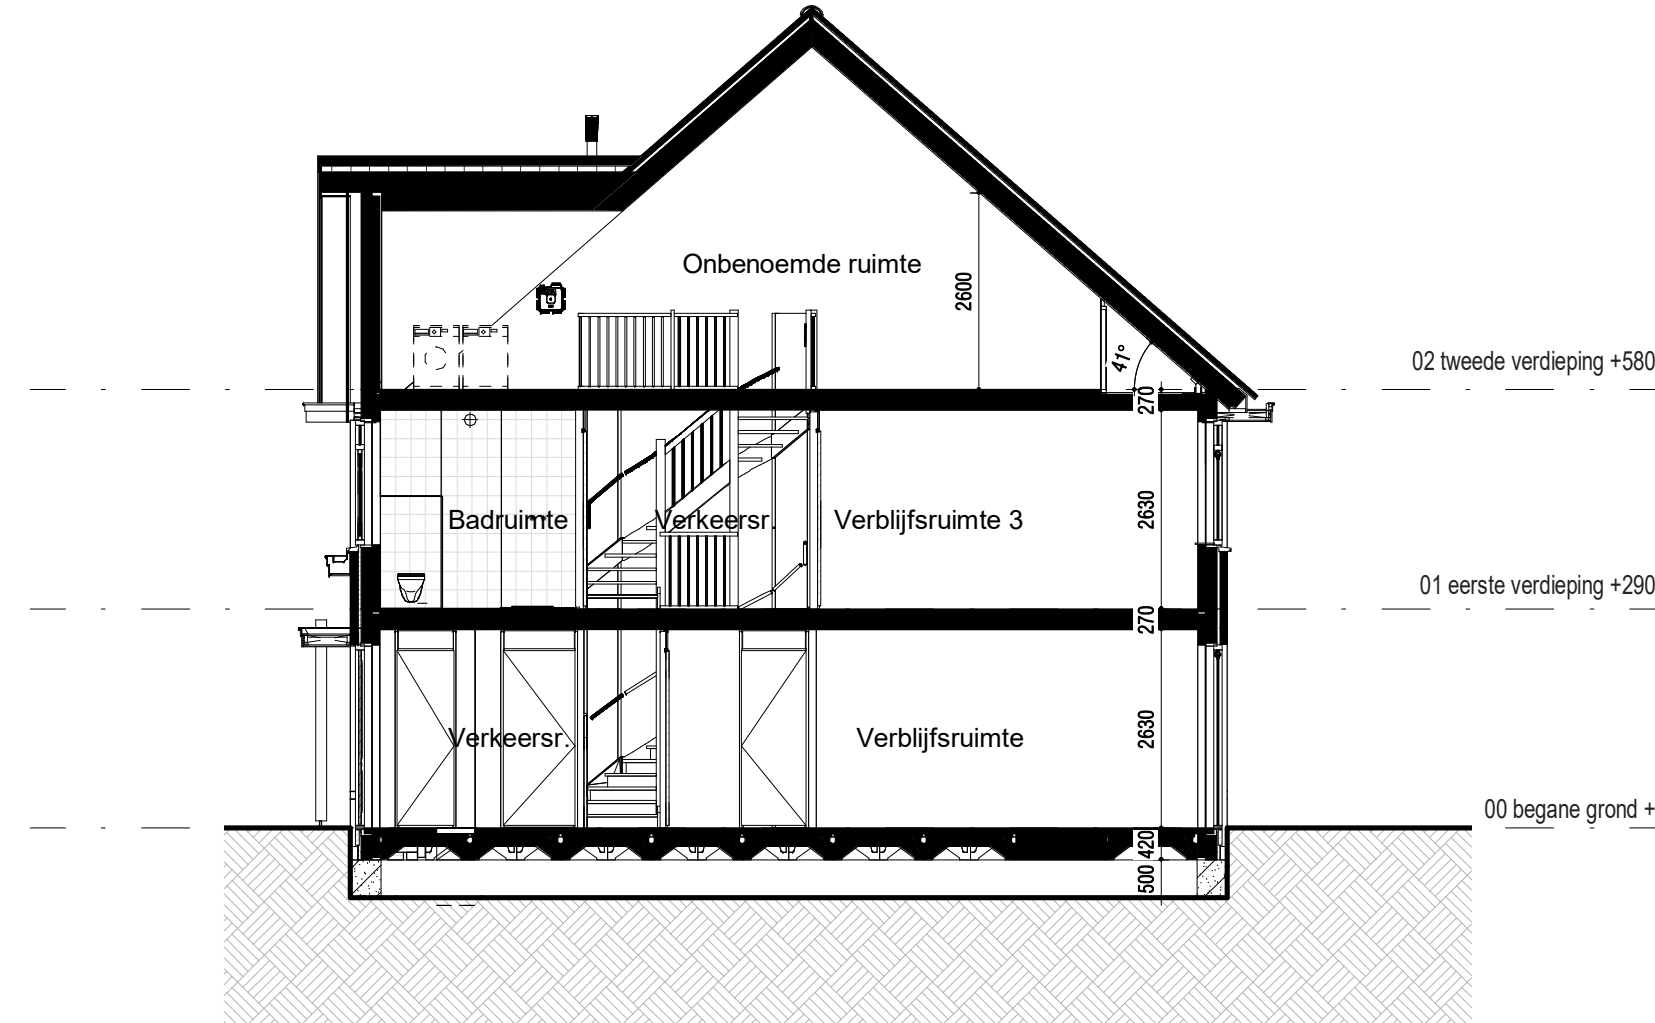 Onbenoemde ruimte
2600
41°
02 tweede verdieping +580
270
Badruimte
Verkeersr.
Verblijfsruimte 3
2630
01 eerste verdieping +290
270
Verkeersr.
Verblijfsruimte
2630
00 begane grond +
420
500